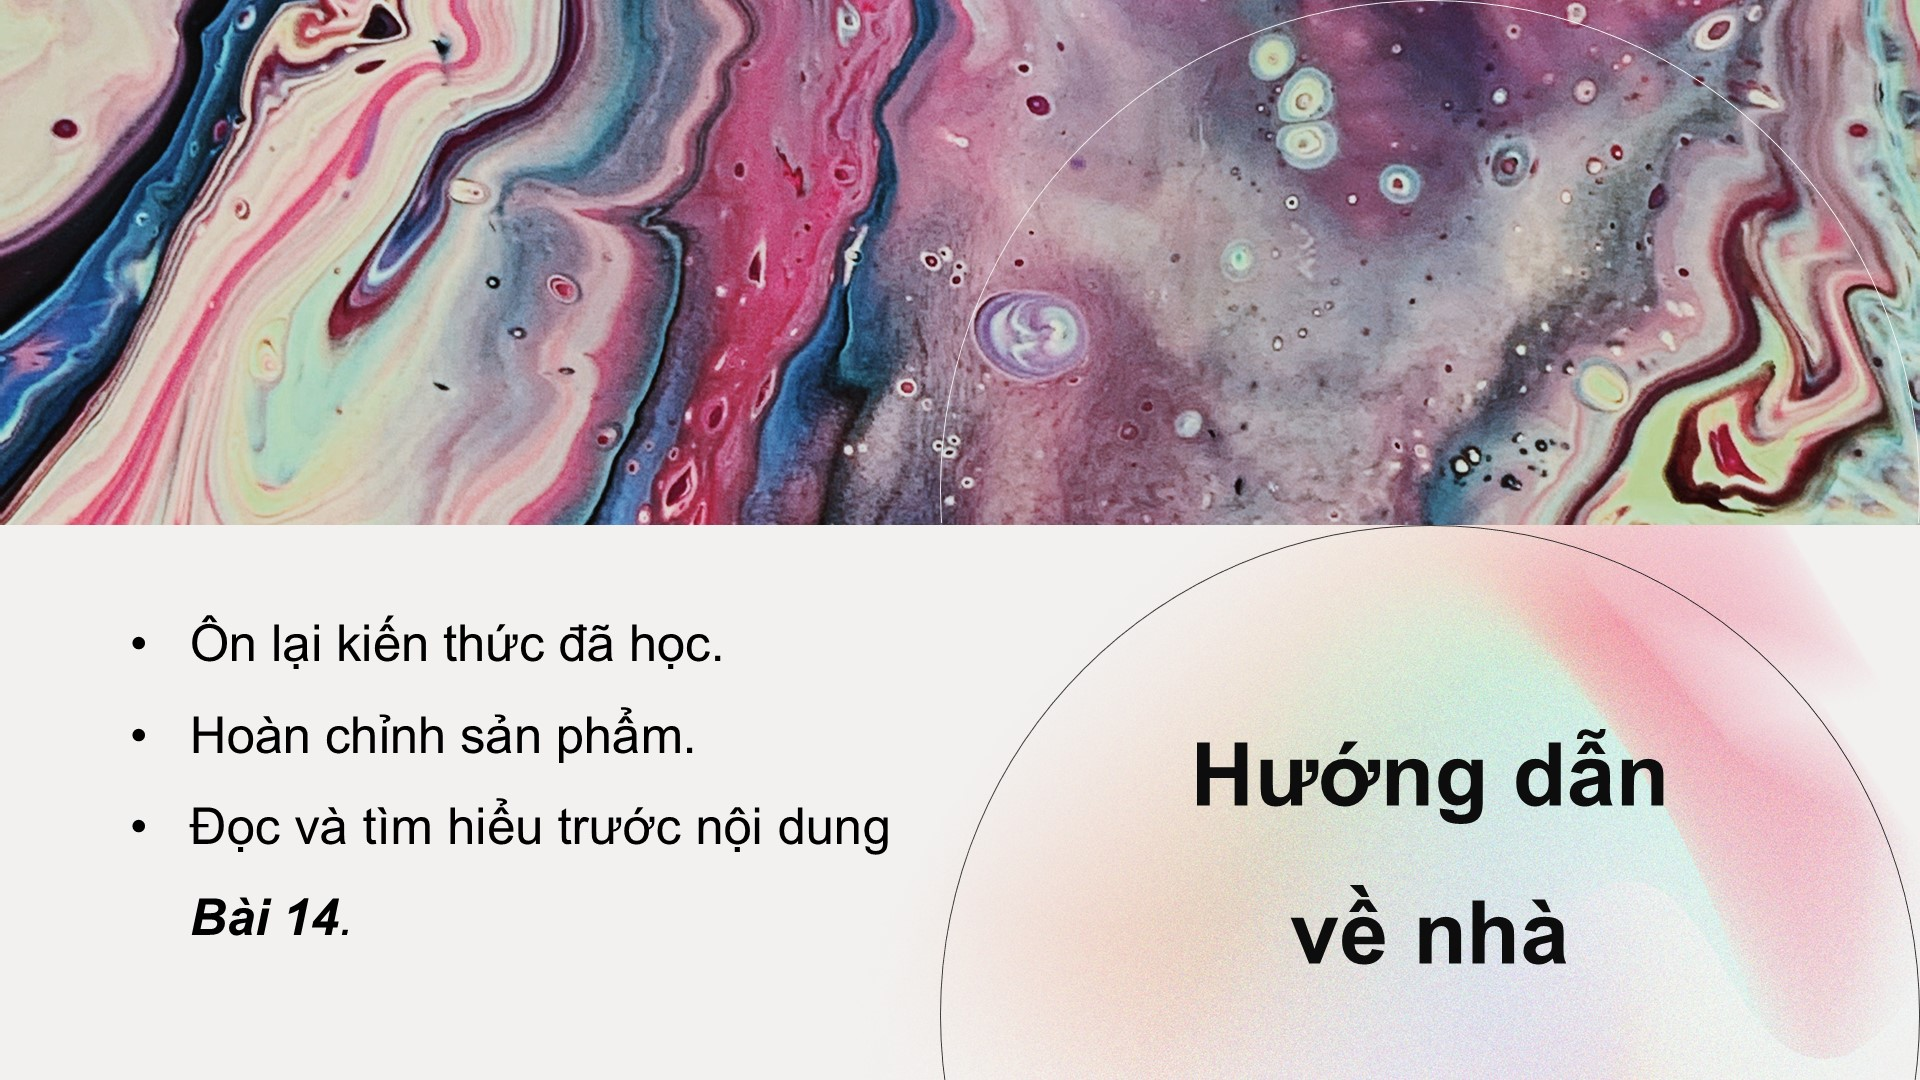 • Ôn lại kiến thức đã học.
• Hoàn chỉnh sản phẩm.
• Đọc và tìm hiểu trước nội dung
Bài 14.
Hướng dẫn
về nhà